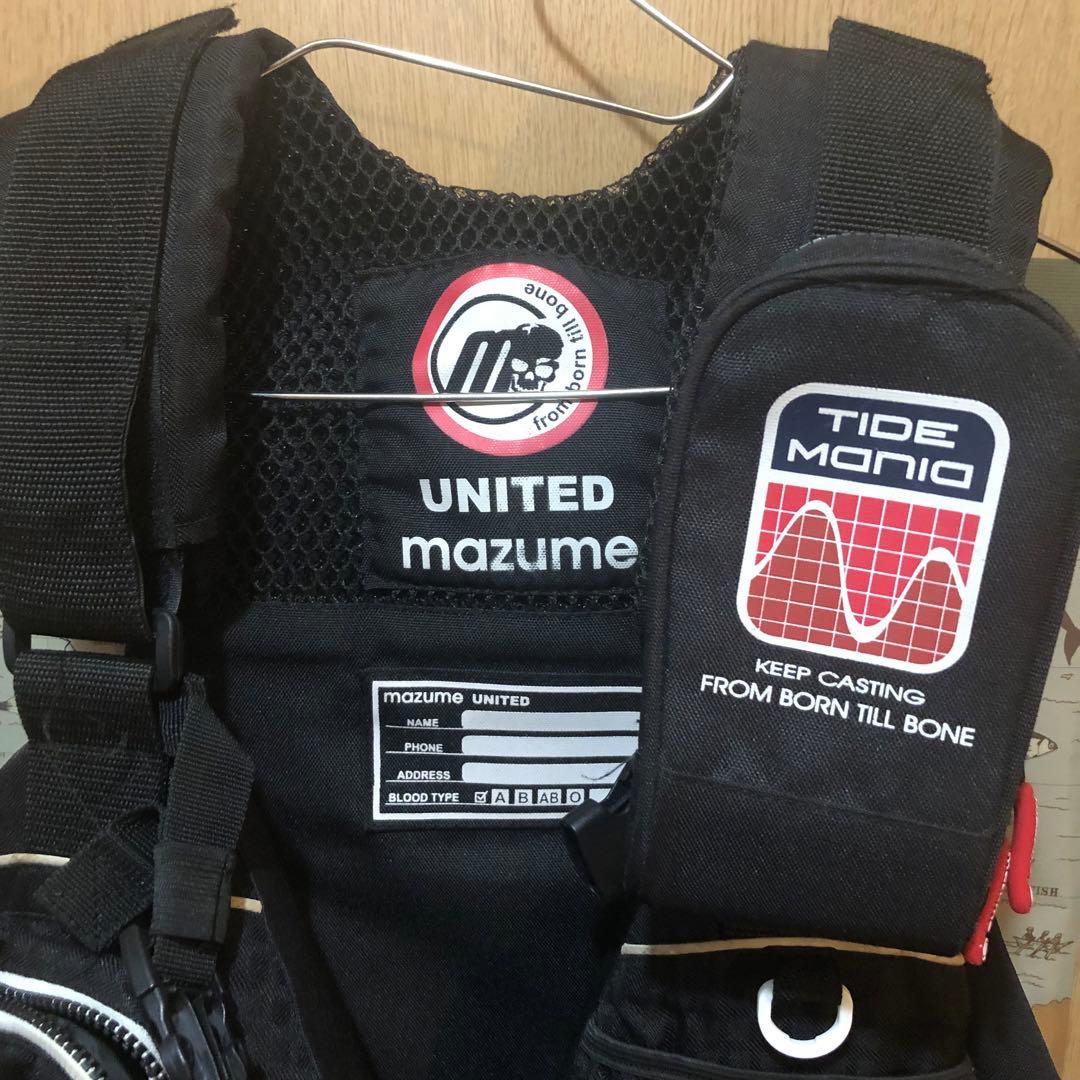 from born till bone
UNITED
mazume
TIDE
MANIA
KEEP CASTING
FROM BORN TILL BONE
mazume UNITED
NAME
PHONE
ADDRESS
BLOOD TYPE A B AB O